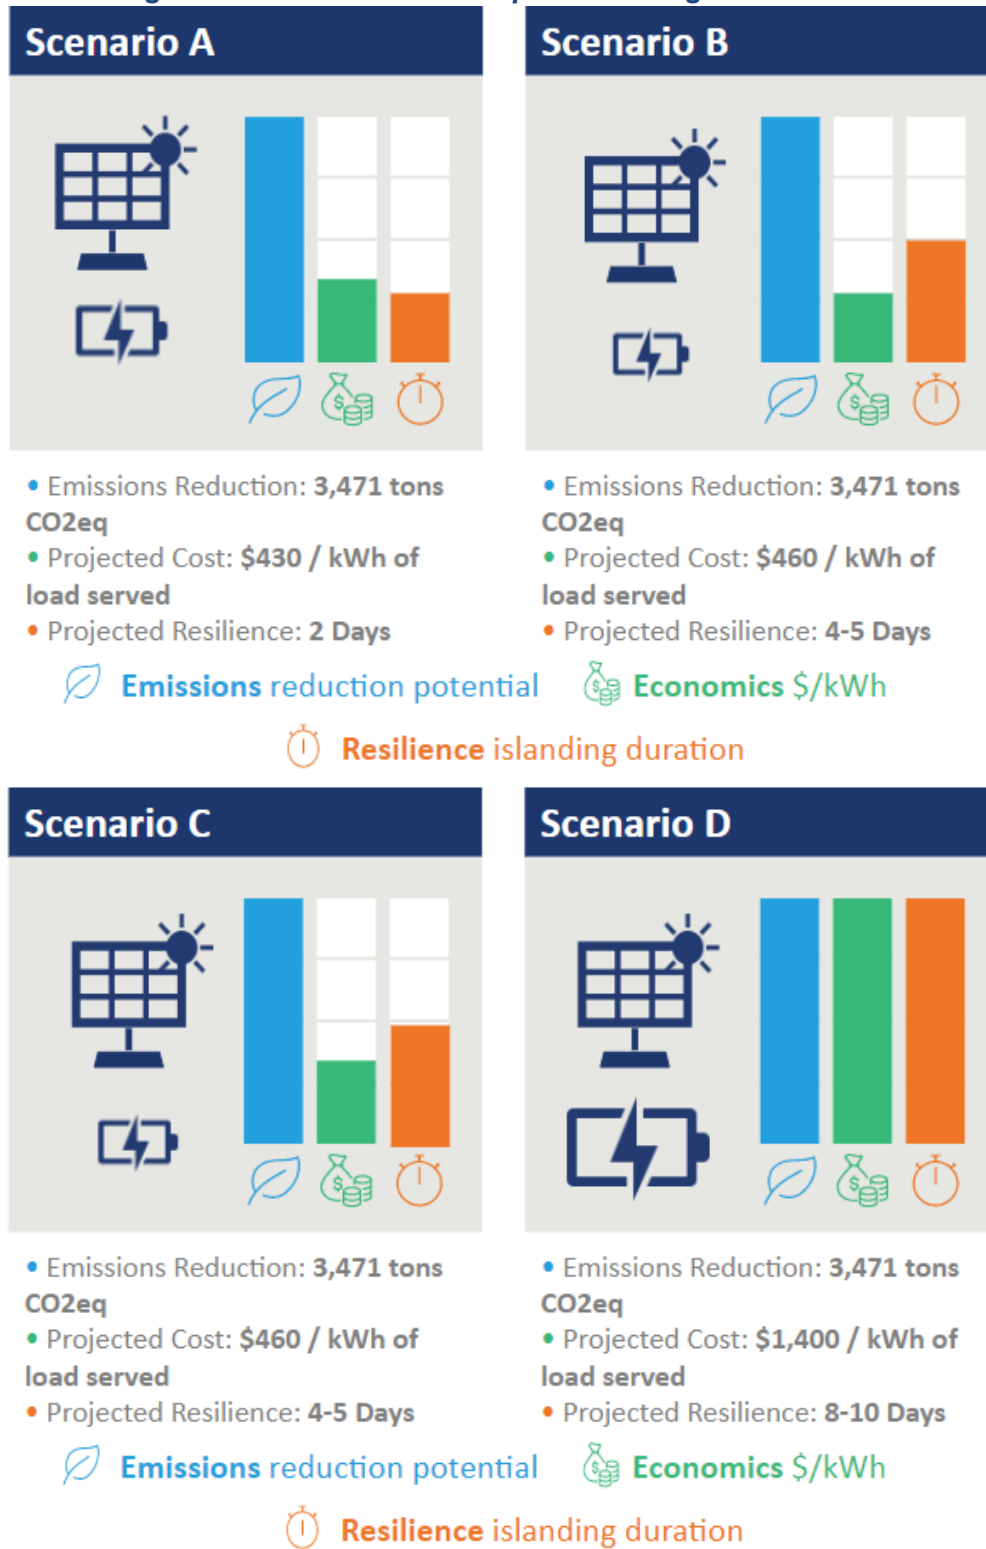 Scenario A
Scenario B
• Emissions Reduction: 3,471 tons
CO2eq
• Projected Cost: $430 / kWh of
load served
• Projected Resilience: 2 Days
• Emissions Reduction: 3,471 tons
CO2eq
• Projected Cost: $460 / kWh of
load served
• Projected Resilience: 4-5 Days
Emissions reduction potential
Economics $/kWh
Resilience islanding duration
Scenario C
Scenario D
• Emissions Reduction: 3,471 tons
CO2eq
• Projected Cost: $460 / kWh of
load served
• Projected Resilience: 4-5 Days
• Emissions Reduction: 3,471 tons
CO2eq
• Projected Cost: $1,400 / kWh of
load served
• Projected Resilience: 8-10 Days
Emissions reduction potential
Economics $/kWh
Resilience islanding duration